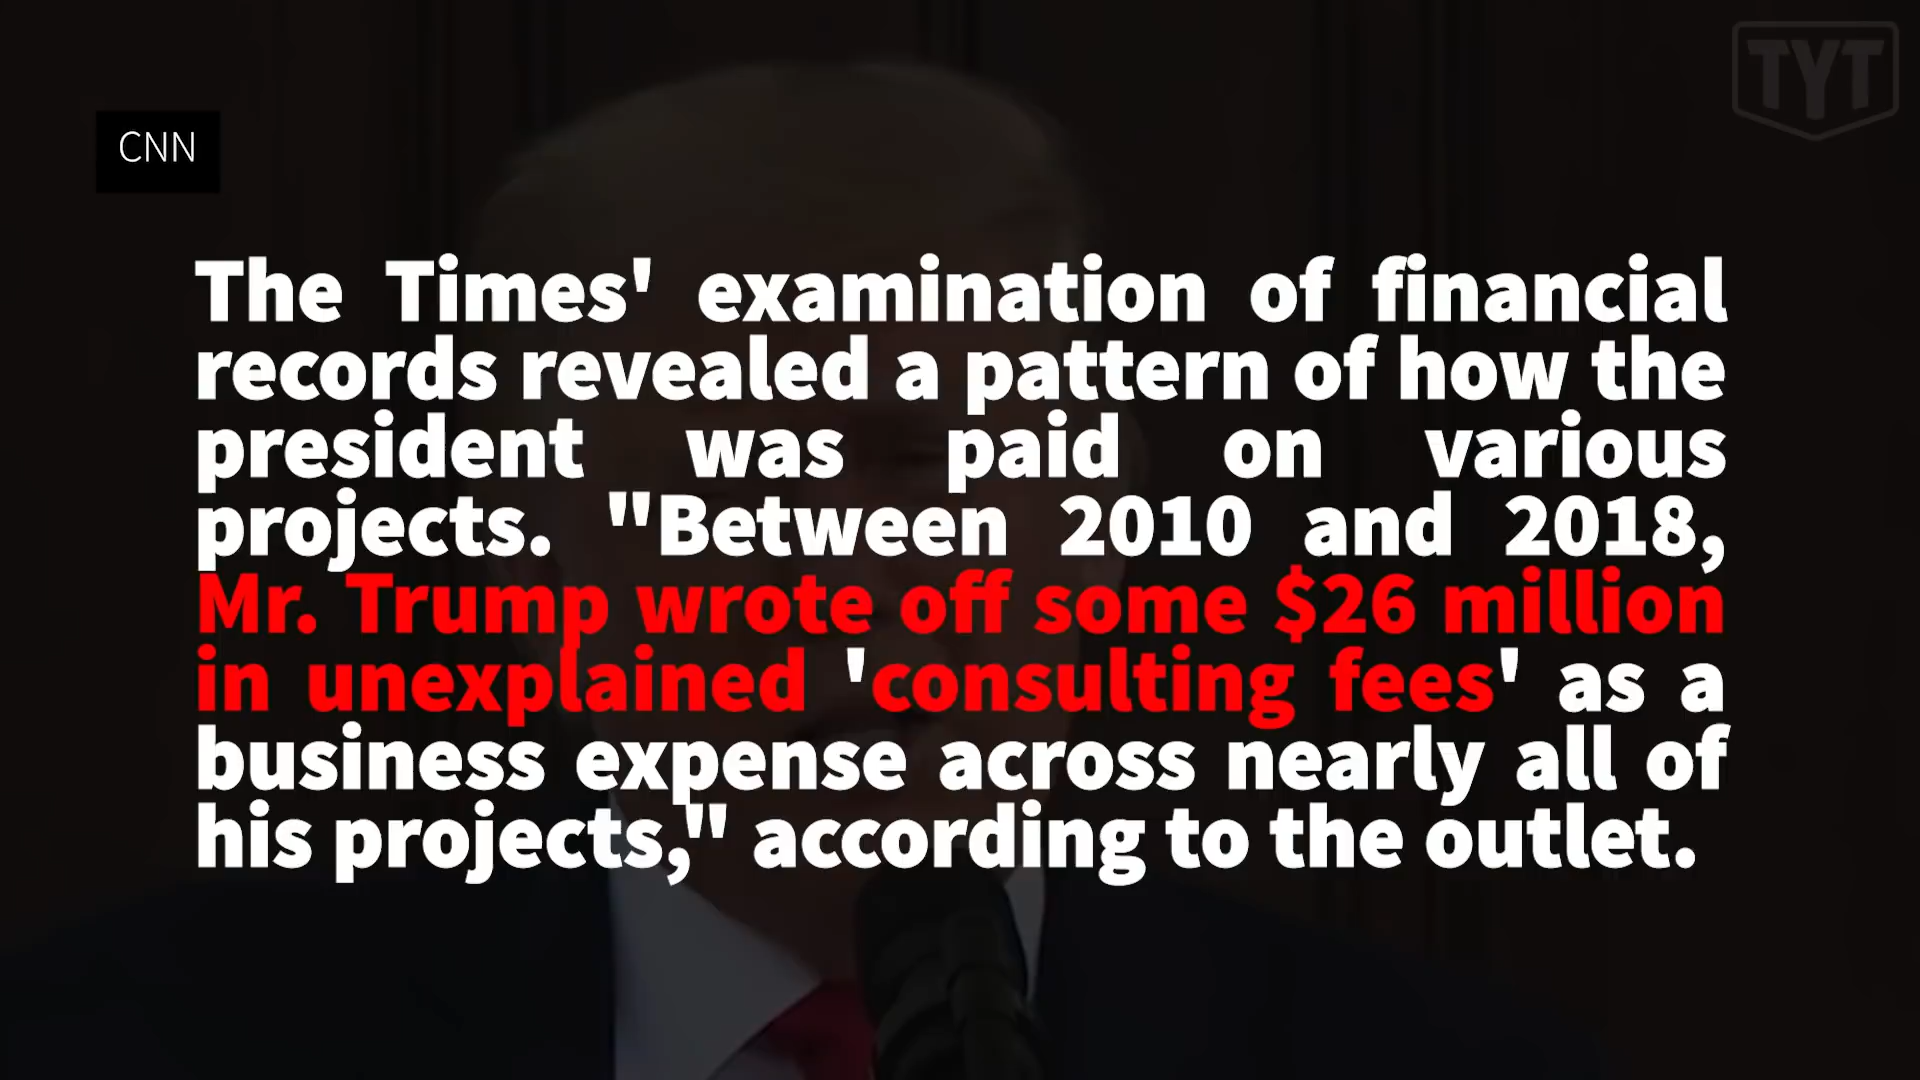 TYT
CNN
The Times' examination of financial
records revealed a pattern of how the
president was paid on various
projects. "Between 2010 and 2018,
Mr. Trump wrote off some $26 million
in unexplained 'consulting fees' as a
business expense across nearly all of
his projects," according to the outlet.